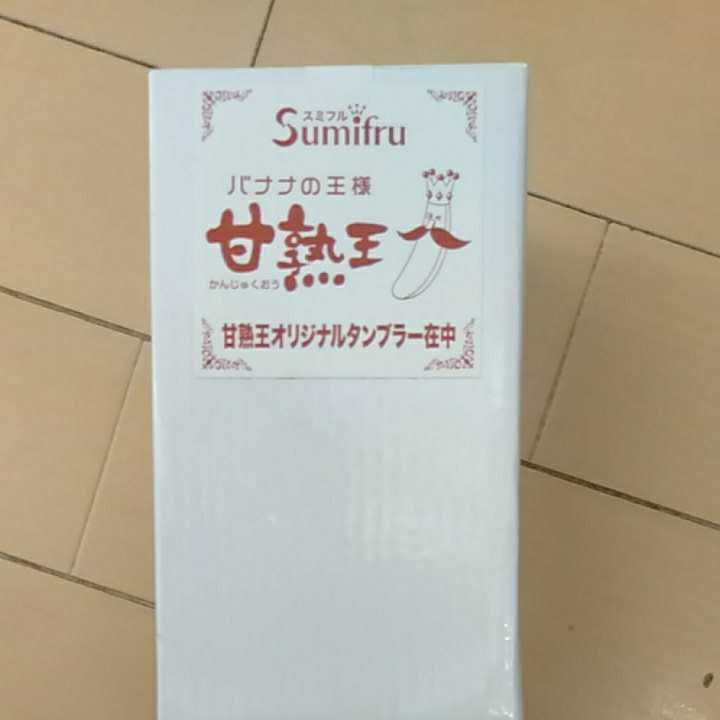 スミフル
Sumifru
バナナの王様
甘熟王
かんじゅくおう
甘熟王オリジナルタンブラー在中